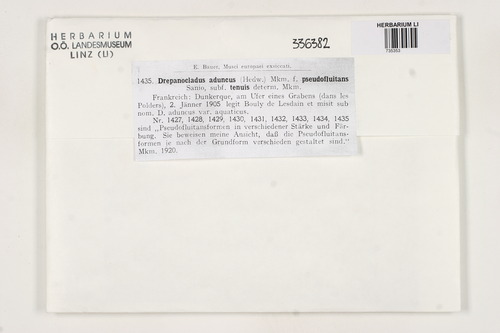 HERBARIUM
O.Ö. LANDESMUSEUM
LINZ (LI)
336382
HERBARIUM LI
E. Bauer, Musci europaei exsiccati.
1435. Drepanocladus aduncus (Hedw.) Mkm. f. pseudofluitans
Sanio, subf. tenuis determ. Mkm.
Frankreich: Dunkerque, am Ufer eines Grabens (dans les
Polders), 2. Jänner 1905 legit Bouly de Lesdain et misit sub
nom. D. aduncus var. aquaticus.
Nr. 1427, 1428, 1429, 1430, 1431, 1432, 1433, 1434, 1435
sind „Pseudofluitansformen in verschiedener Stärke und Fär-
bung. Sie beweisen meine Ansicht, daß die Pseudofluitans-
formen je nach der Grundform verschieden gestaltet sind."
Mkm. 1920.